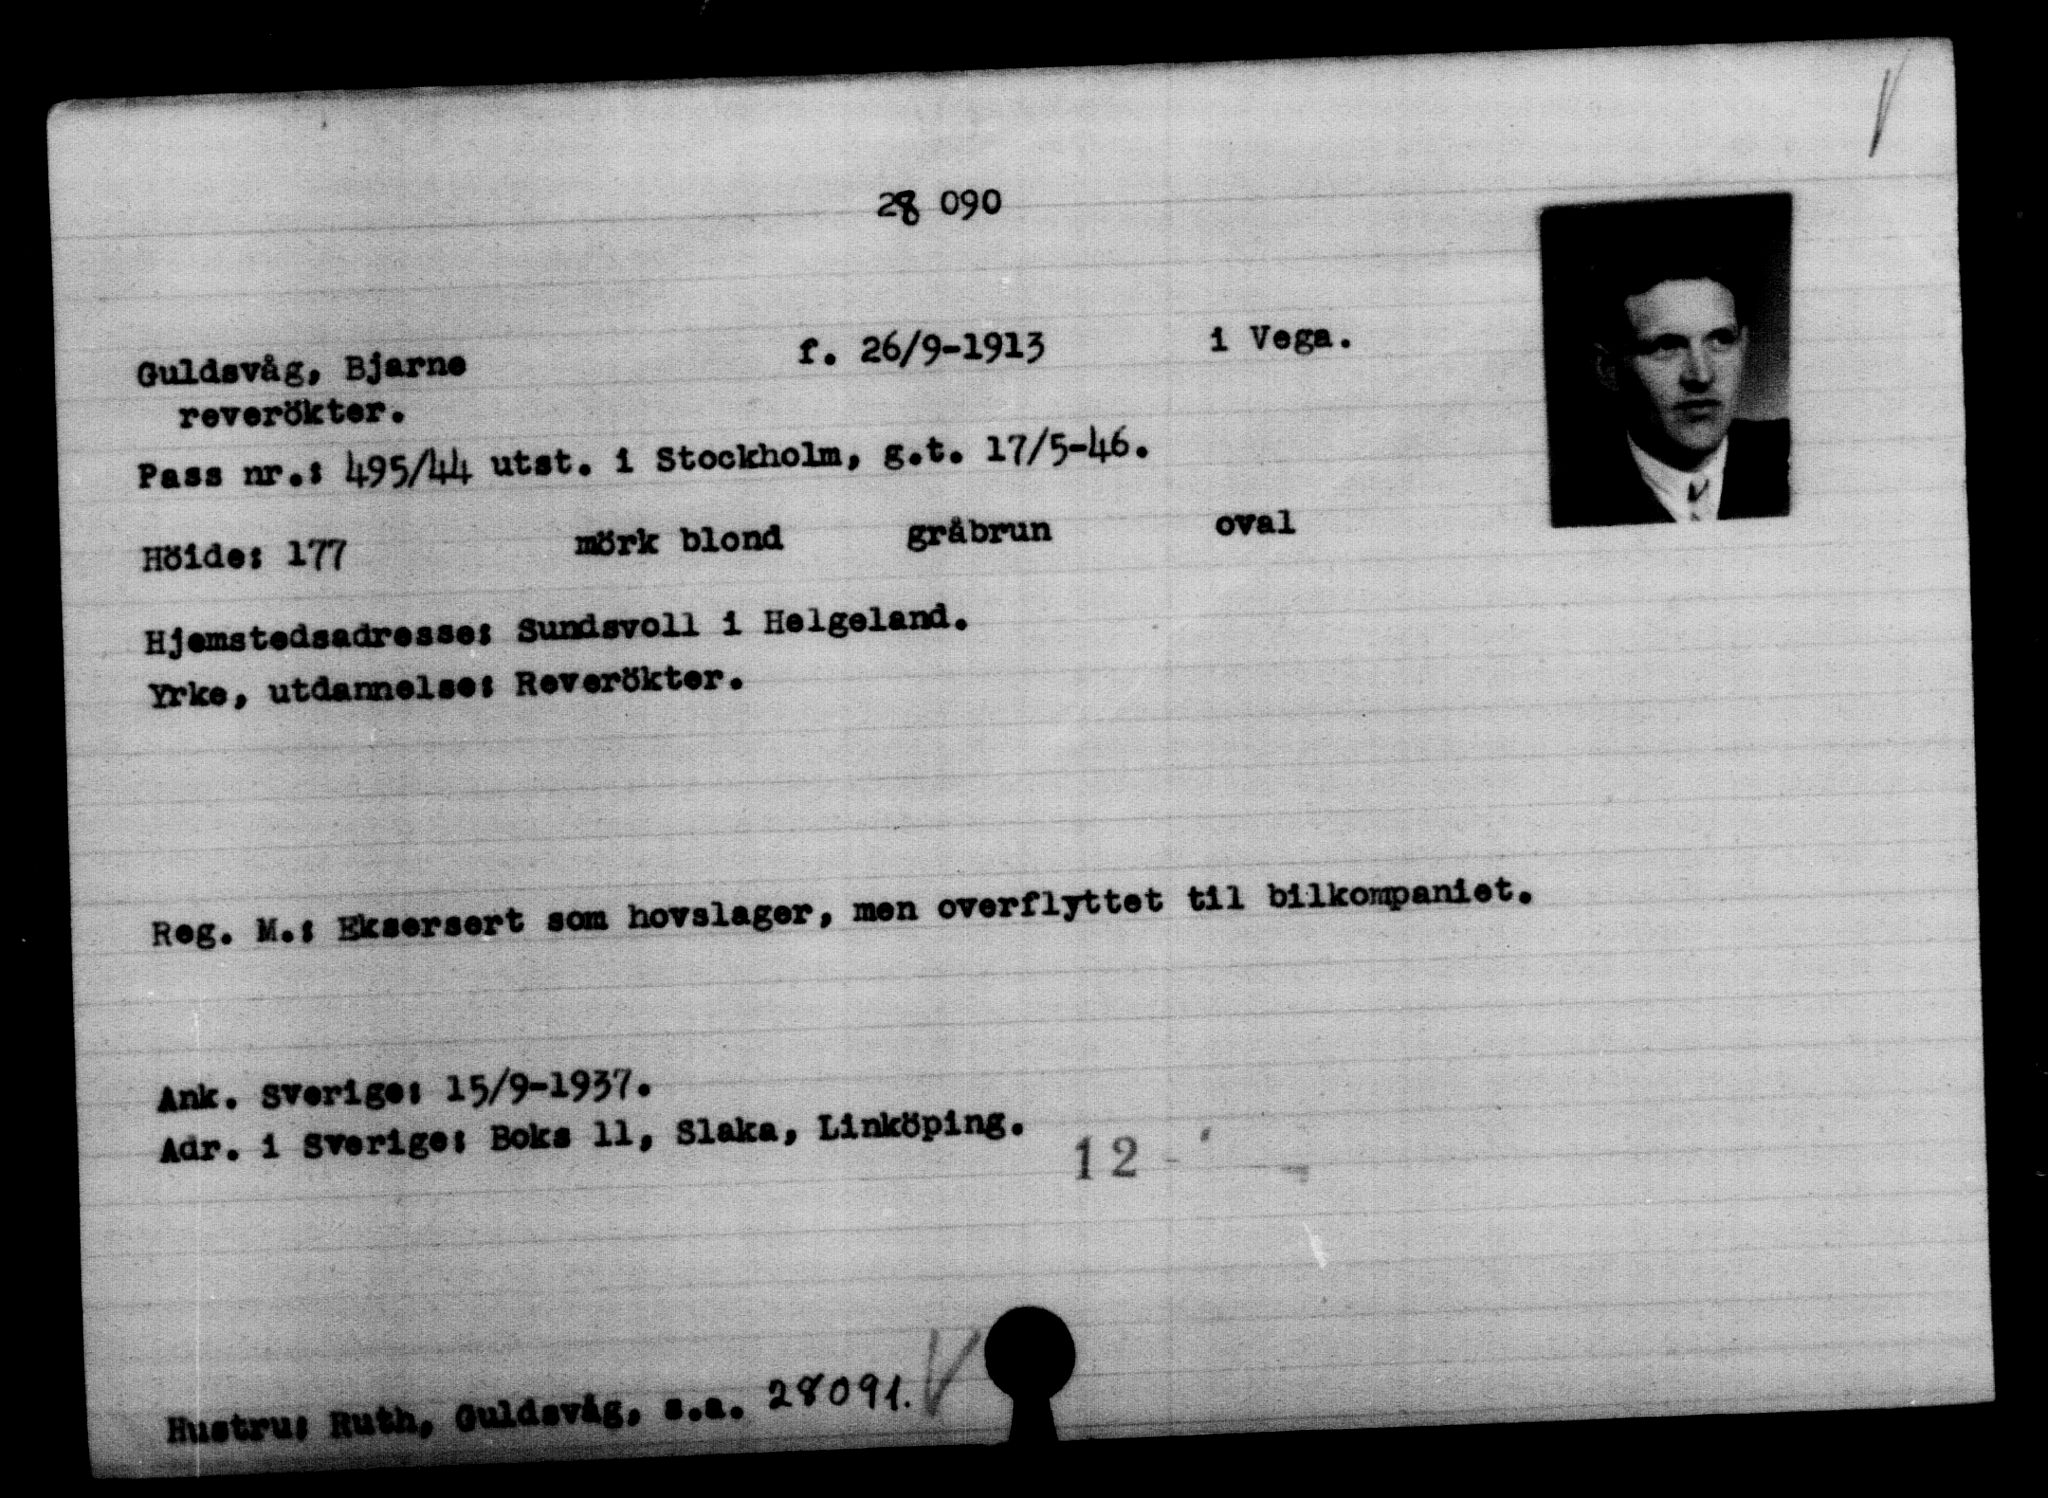 28 090
Guldsvåg, Bjarne f. 26/9-1913 i Vega.
reverökter.
Pass nr.: 495/44 utst. i Stockholm, g.t. 17/5-46.
Höide: 177 mörk blond gråbrun oval
Hjemstedsadresse: Sundsvoll i Helgeland.
Yrke, utdannelse: Reverökter.
Reg. M.: Eksersert som hovslager, men overflyttet til bilkompaniet.
Ank. Sverige: 15/9-1937.
Adr. i Sverige: Boks 11, Slaka, Linköping.
12
Hustru: Ruth, Guldsvåg, s.a. 28091.